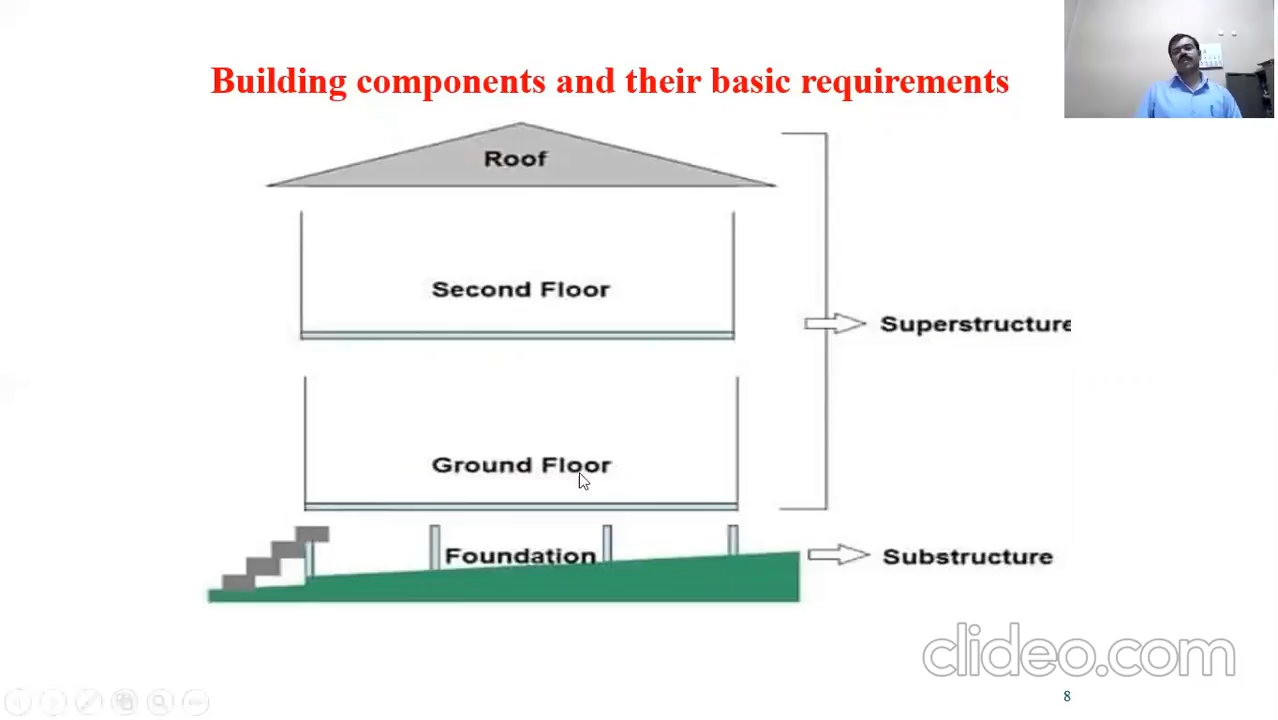 Building components and their basic requirements
Roof
Second Floor
Superstructure
Ground Floor
Foundation
Substructure
clideo.com
8